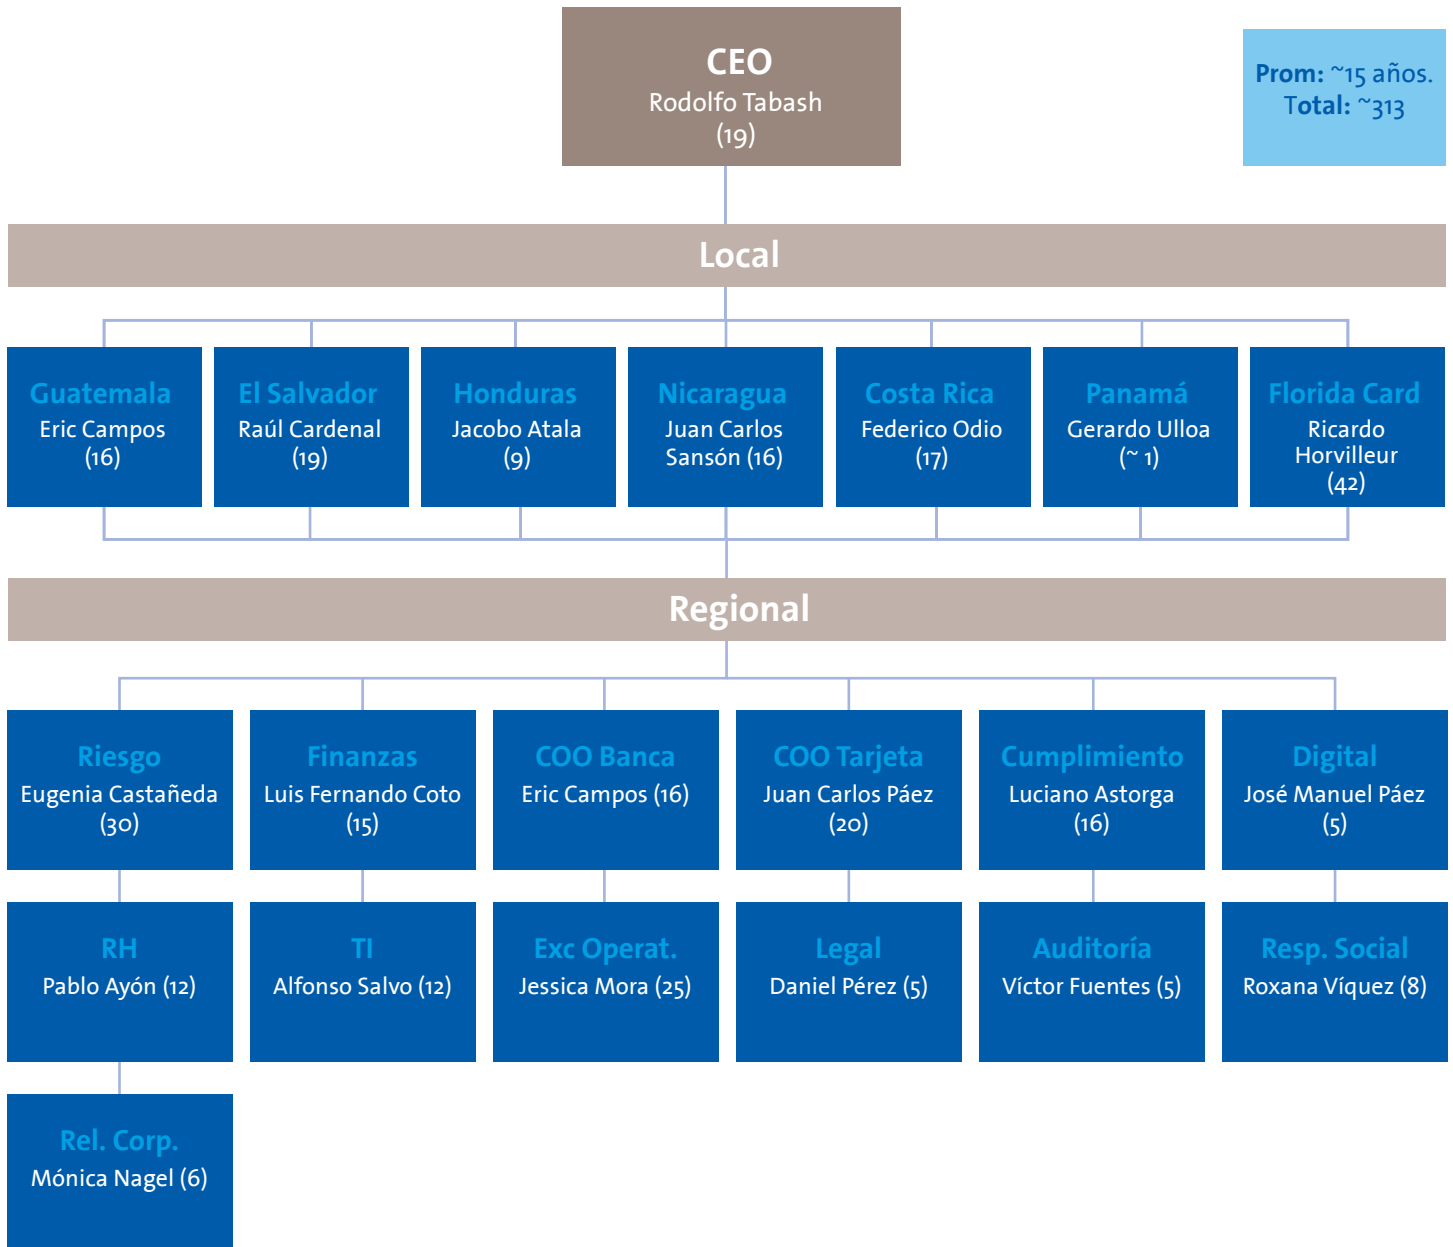 CEO
Rodolfo Tabash
(19)
Prom: ~15 años.
Total: ~313
Local
Guatemala
Eric Campos
(16)
El Salvador
Raúl Cardenal
(19)
Honduras
Jacobo Atala
(9)
Nicaragua
Juan Carlos
Sansón (16)
Costa Rica
Federico Odio
(17)
Panamá
Gerardo Ulloa
(~ 1)
Florida Card
Ricardo
Horvilleur
(42)
Regional
Riesgo
Eugenia Castañeda
(30)
Finanzas
Luis Fernando Coto
(15)
COO Banca
Eric Campos (16)
COO Tarjeta
Juan Carlos Páez
(20)
Cumplimiento
Luciano Astorga
(16)
Digital
José Manuel Páez
(5)
RH
Pablo Ayón (12)
TI
Alfonso Salvo (12)
Exc Operat.
Jessica Mora (25)
Legal
Daniel Pérez (5)
Auditoría
Víctor Fuentes (5)
Resp. Social
Roxana Víquez (8)
Rel. Corp.
Mónica Nagel (6)